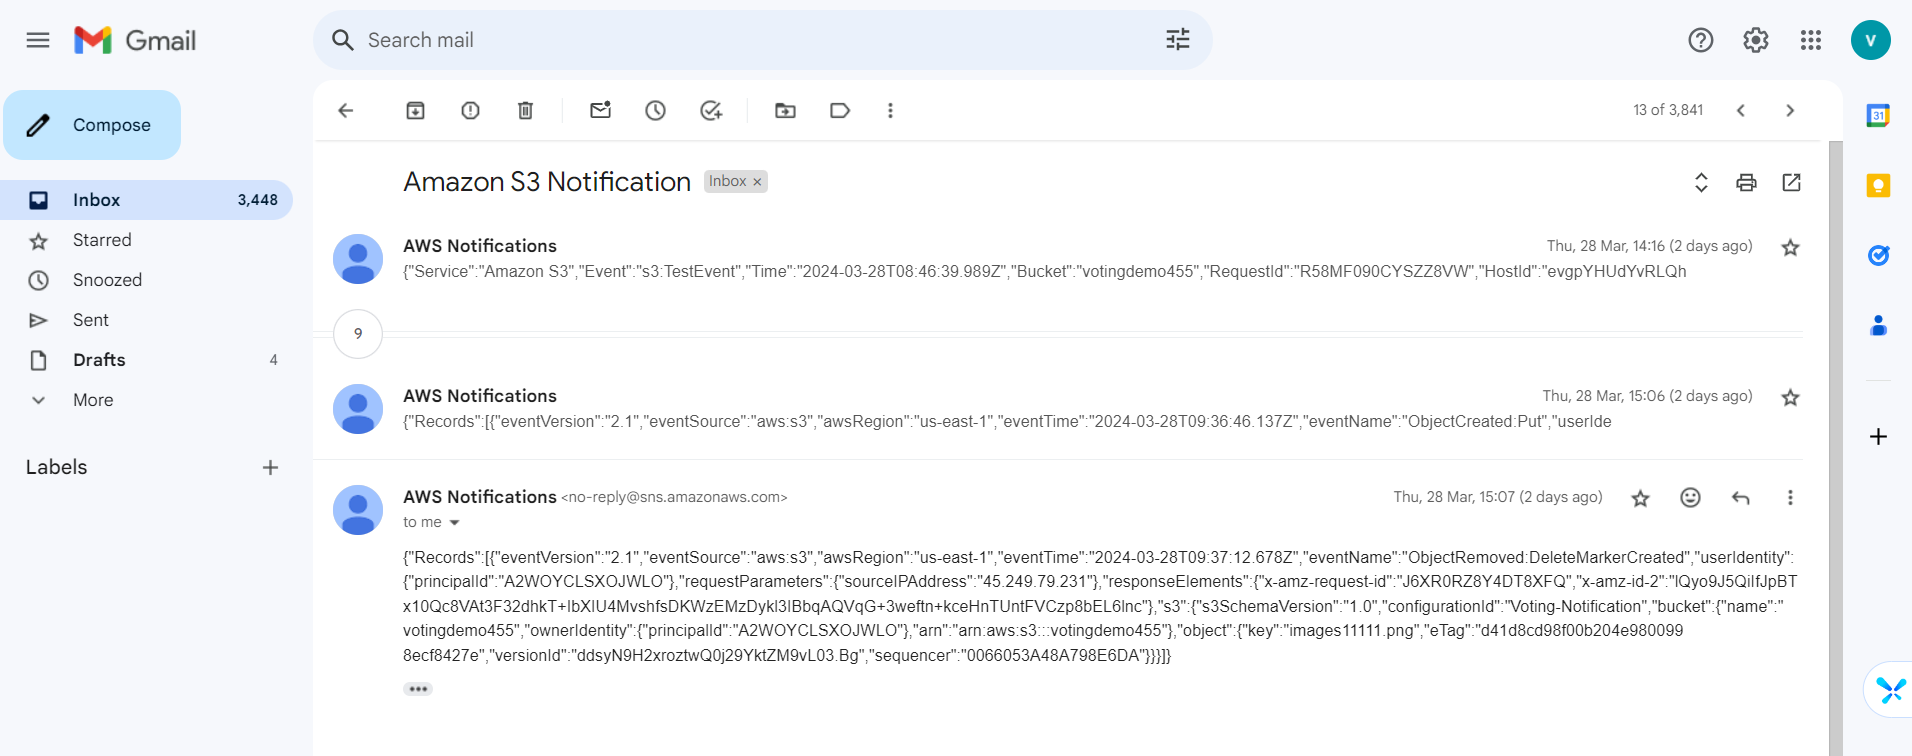 Gmail
Search mail
V
Compose
13 of 3,841
31
Amazon S3 Notification
Inbox ×
Inbox 3,448
Starred
Snoozed
Sent
Drafts 4
More
Labels
AWS Notifications
Thu, 28 Mar, 14:16 (2 days ago)
{"Service":"Amazon S3","Event":"s3:TestEvent","Time":"2024-03-28T08:46:39.989Z","Bucket":"votingdemo455","RequestId":"R58MF090CYSZZ8VW","HostId":"evgpYHUdYvRLQh
9
AWS Notifications
Thu, 28 Mar, 15:06 (2 days ago)
{"Records":[{"eventVersion":"2.1","eventSource":"aws:s3","awsRegion":"us-east-1","eventTime":"2024-03-28T09:36:46.137Z","eventName":"ObjectCreated:Put","userIde
AWS Notifications <no-reply@sns.amazonaws.com>
Thu, 28 Mar, 15:07 (2 days ago)
to me
{"Records":[{"eventVersion":"2.1","eventSource":"aws:s3","awsRegion":"us-east-1","eventTime":"2024-03-28T09:37:12.678Z","eventName":"ObjectRemoved:DeleteMarkerCreated","userIdentity":
{"principalId":"A2WOYCLSXOJWLO"},"requestParameters":{"sourceIPAddress":"45.249.79.231"},"responseElements":{"x-amz-request-id":"J6XR0RZ8Y4DT8XFQ","x-amz-id-2":"lQyo9J5QiIfJpBT
x10Qc8VAt3F32dhkT+lbXlU4MvshfsDKWzEMzDykl3IBbqAQVqG+3weftn+kceHnTUntFVCzp8bEL6lnc"},"s3":{"s3SchemaVersion":"1.0","configurationId":"Voting-Notification","bucket":{"name":"
votingdemo455","ownerIdentity":{"principalId":"A2WOYCLSXOJWLO"},"arn":"arn:aws:s3:::votingdemo455"},"object":{"key":"images11111.png","eTag":"d41d8cd98f00b204e980099
8ecf8427e","versionId":"ddsyN9H2xroztwQ0j29YktZM9vL03.Bg","sequencer":"0066053A48A798E6DA"}}}]}